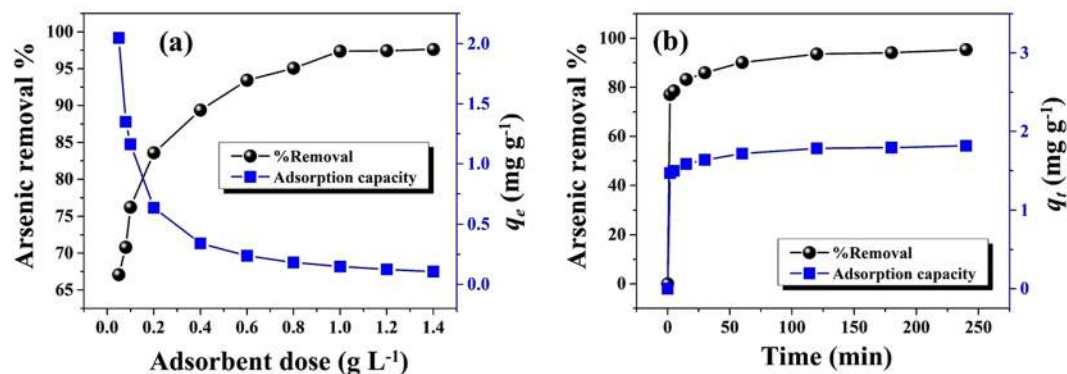 (a)
Arsenic removal %
100
95
90
85
80
75
70
65
%Removal
Adsorption capacity
2.0
1.5
1.0
0.5
0.0
qe (mg g-1)
0.0 0.2 0.4 0.6 0.8 1.0 1.2 1.4
Adsorbent dose (g L-1)
(b)
Arsenic removal %
100
80
60
40
20
0
%Removal
Adsorption capacity
3
2
1
0
qt (mg g-1)
0 50 100 150 200 250
Time (min)